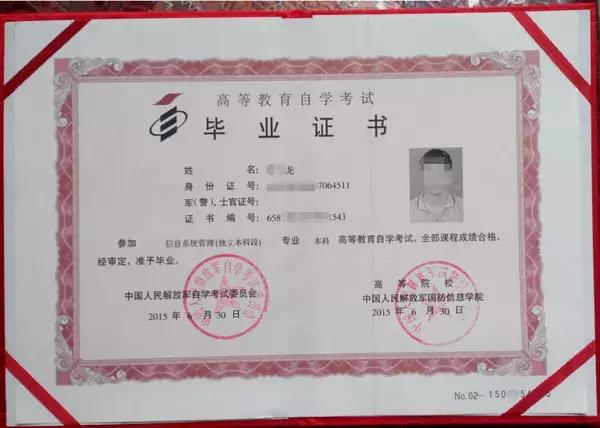 高等教育自学考试
毕业证书
姓 名: 龙
身份证号: 7064511
军(警)、士官证号:
证书编号: 658 1543
参加 信息系统管理(独立本科段) 专业 本科 高等教育自学考试,全部课程成绩合格,
经审定,准予毕业。
高等院校
中国人民解放军自学考试委员会 中国人民解放军国防信息学院
2015 年 6 月 30 日 2015 年 6 月 30 日
No.02- 150